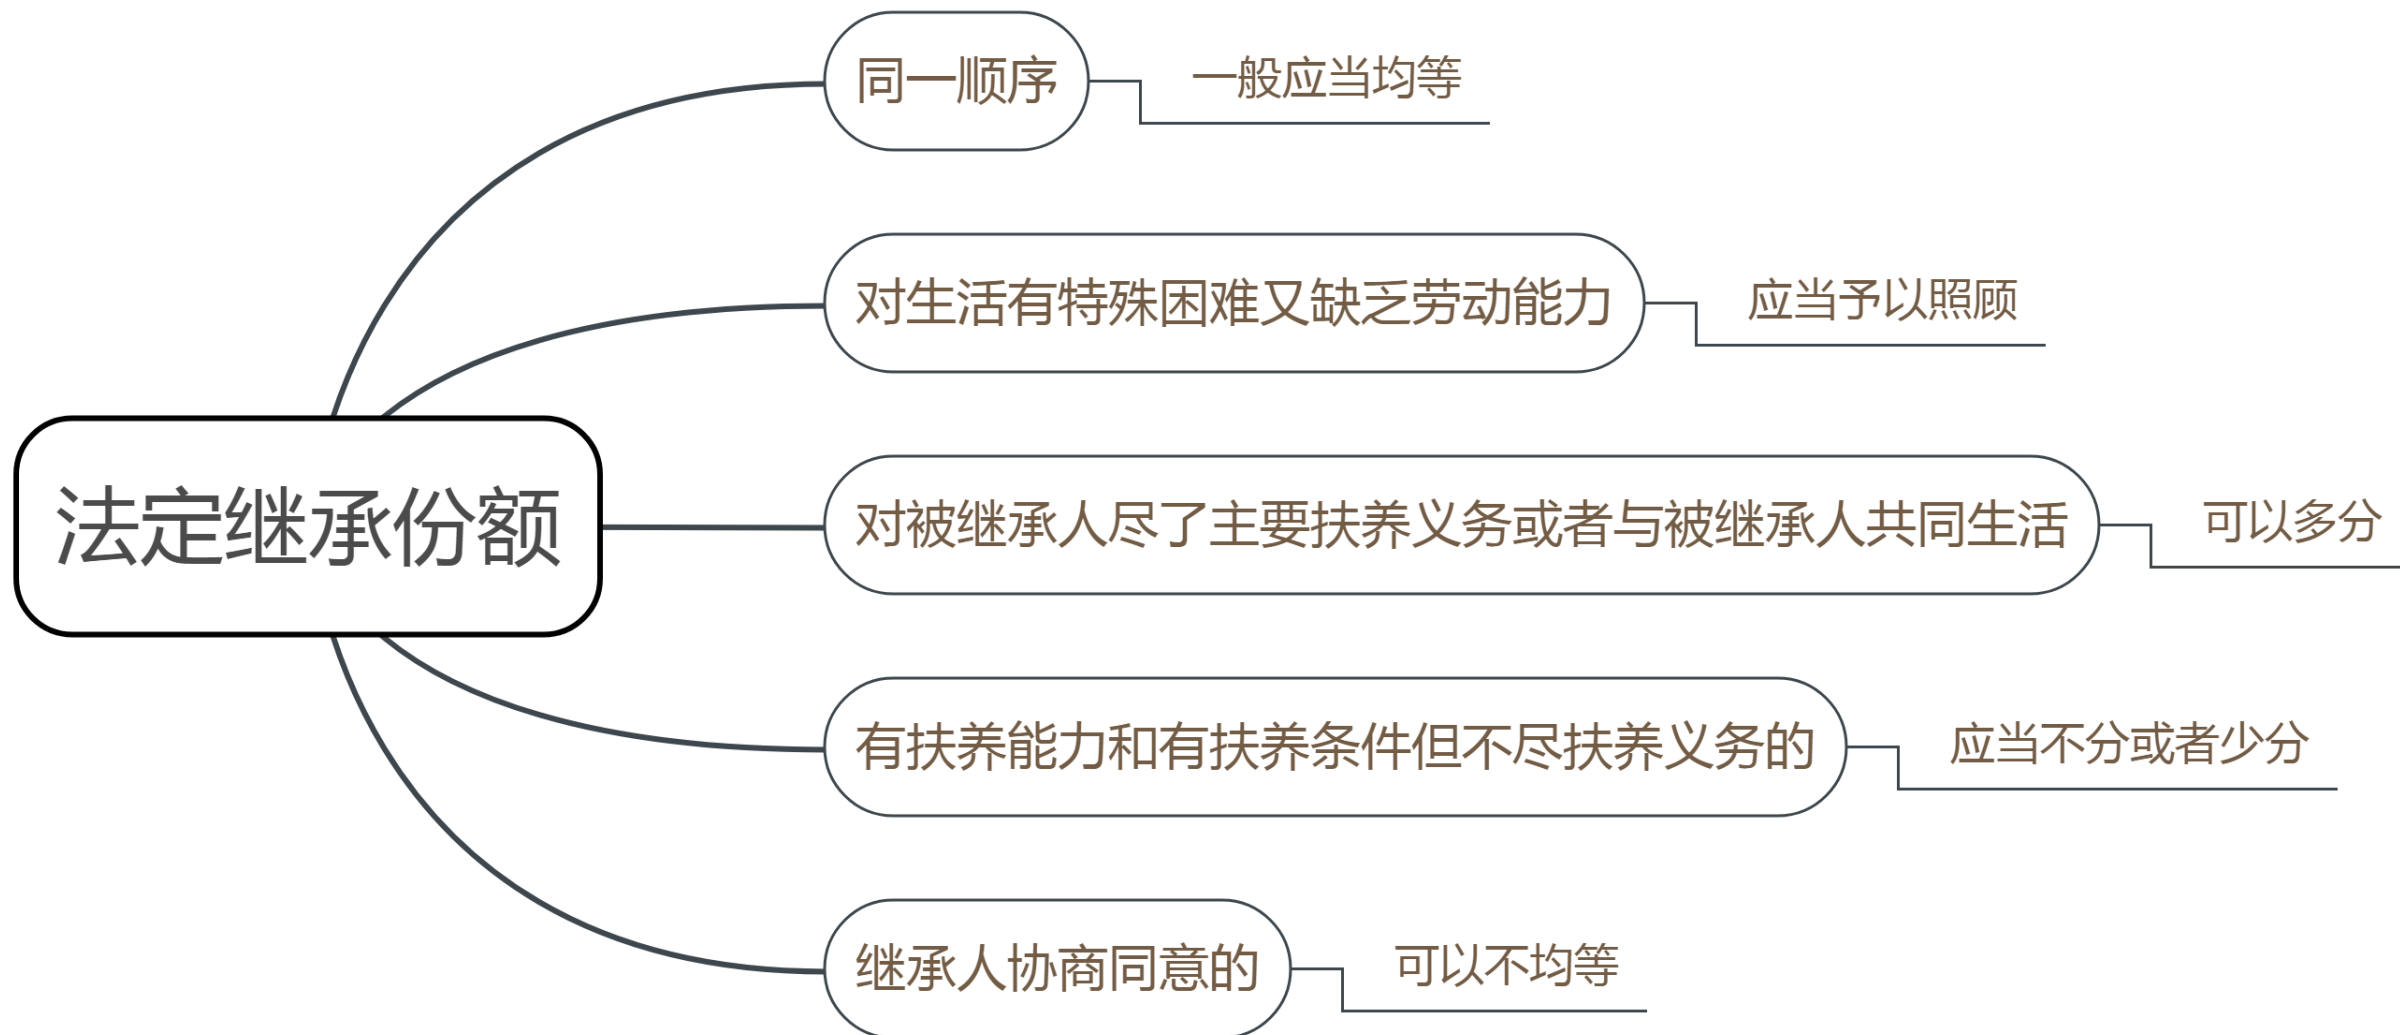 法定继承份额
同一顺序
一般应当均等
对生活有特殊困难又缺乏劳动能力
应当予以照顾
对被继承人尽了主要扶养义务或者与被继承人共同生活
可以多分
有扶养能力和有扶养条件但不尽扶养义务的
应当不分或者少分
继承人协商同意的
可以不均等